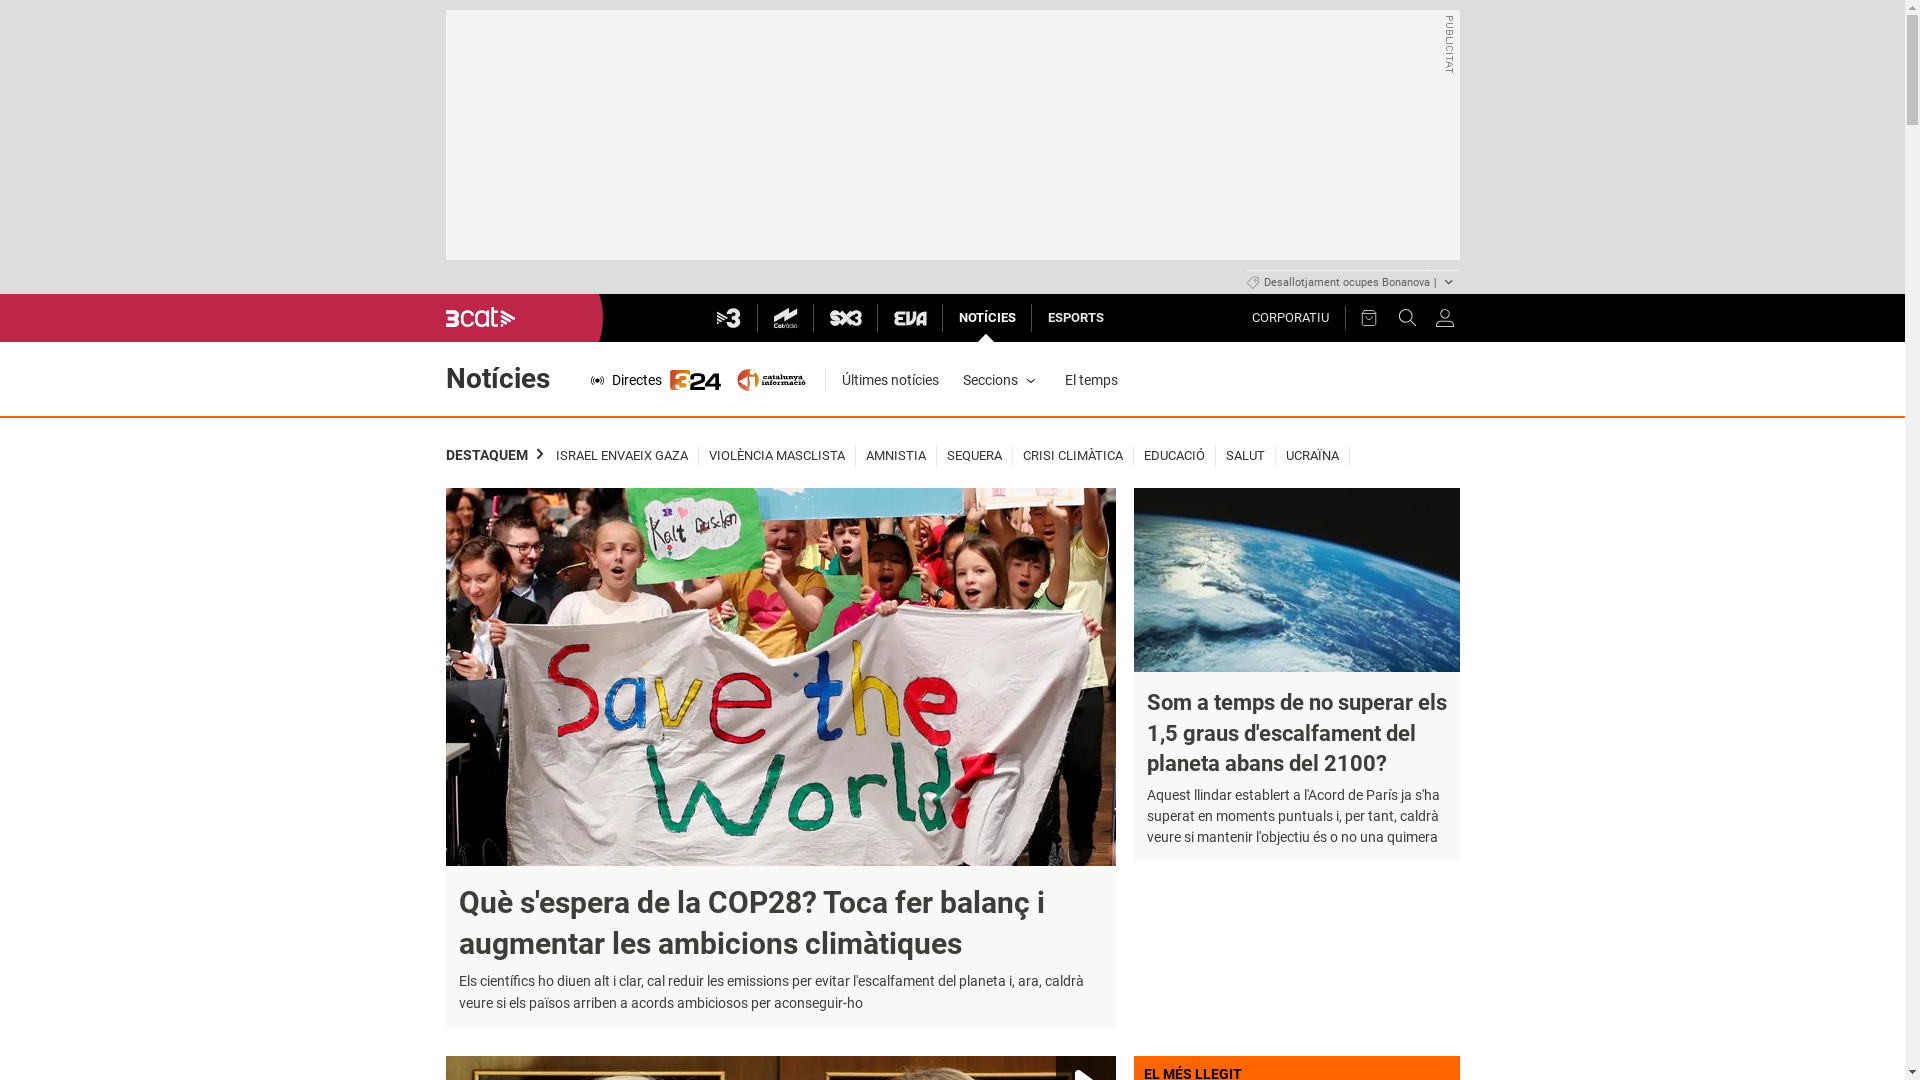 PUBLICITAT
Desallotjament ocupes Bonanova |
3cat
3
Catràdio
SX3
EVA
NOTÍCIES
ESPORTS
CORPORATIU
Notícies
Directes
324
catalunya
informació
Últimes notícies
Seccions
El temps
DESTAQUEM
ISRAEL ENVAEIX GAZA
VIOLÈNCIA MASCLISTA
AMNISTIA
SEQUERA
CRISI CLIMÀTICA
EDUCACIÓ
SALUT
UCRAÏNA
Kalt
Save the
World!
Què s'espera de la COP28? Toca fer balanç i
augmentar les ambicions climàtiques
Els científics ho diuen alt i clar, cal reduir les emissions per evitar l'escalfament del planeta i, ara, caldrà
veure si els països arriben a acords ambiciosos per aconseguir-ho
Som a temps de no superar els
1,5 graus d'escalfament del
planeta abans del 2100?
Aquest llindar establert a l'Acord de París ja s'ha
superat en moments puntuals i, per tant, caldrà
veure si mantenir l'objectiu és o no una quimera
EL MÉS LLEGIT